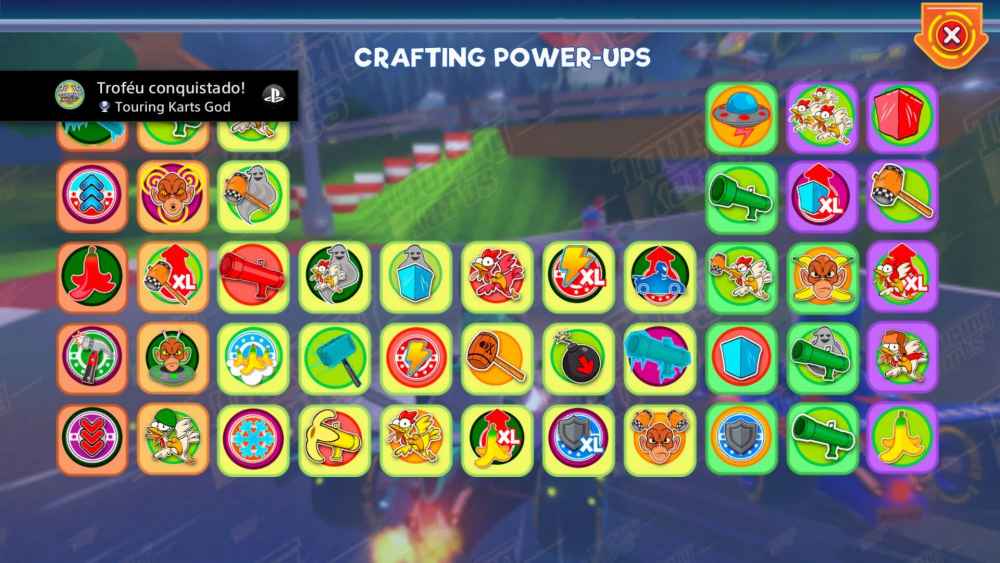 CRAFTING POWER-UPS
Troféu conquistado!
Touring Karts God
XL
XL
XL
XL
XL
XL